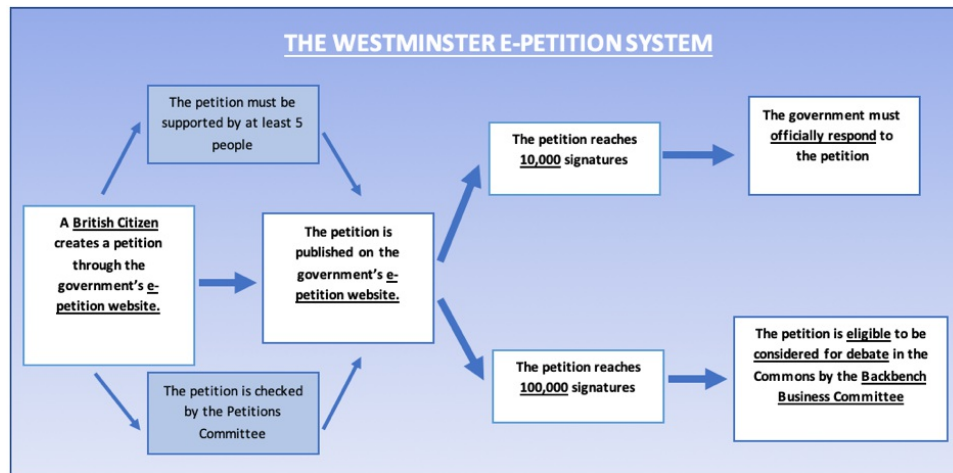 THE WESTMINSTER E-PETITION SYSTEM
The petition must be
supported by at least 5
people
A British Citizen
creates a petition
through the
government's e-
petition website.
The petition is checked
by the Petitions
Committee
The petition is
published on the
government's e-
petition website.
The petition reaches
10,000 signatures
The government must
officially respond to
the petition
The petition reaches
100,000 signatures
The petition is eligible to be
considered for debate in the
Commons by the Backbench
Business Committee